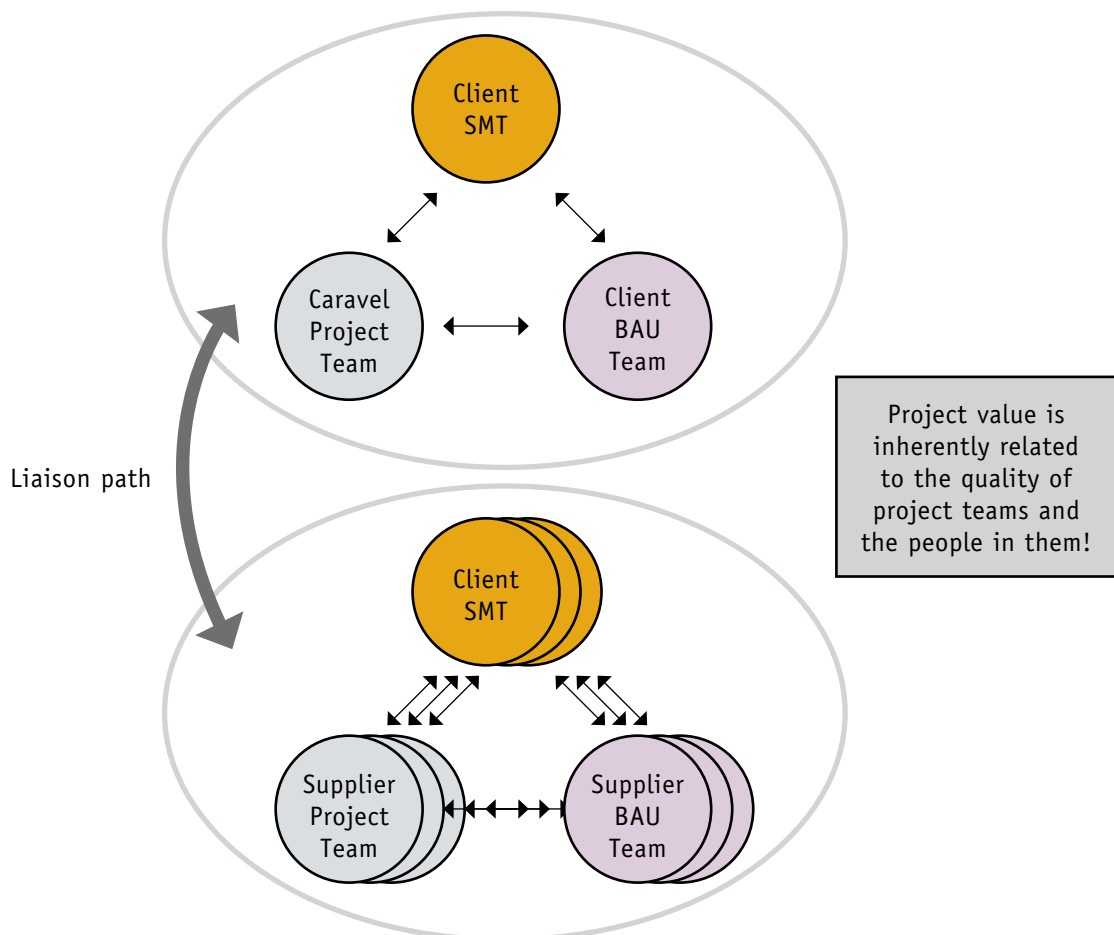 Client
SMT
Caravel
Project
Team
Client
BAU
Team
Project value is
inherently related
to the quality of
project teams and
the people in them!
Liaison path
Client
SMT
Supplier
Project
Team
Supplier
BAU
Team